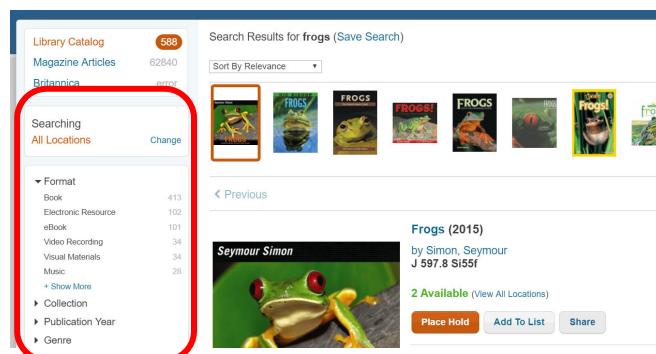 Library Catalog 588
Magazine Articles 62840
Britannica error
Searching
All Locations Change
Format
Book 413
Electronic Resource 102
eBook 101
Video Recording 34
Visual Materials 34
Music 28
+ Show More
Collection
Publication Year
Genre
Search Results for frogs (Save Search)
Sort By Relevance
FROGS
FROGS
FROGS!
FROGS
Frogs!
Previous
Seymour Simon
Frogs (2015)
by Simon, Seymour
J 597.8 Si55f
2 Available (View All Locations)
Place Hold Add To List Share